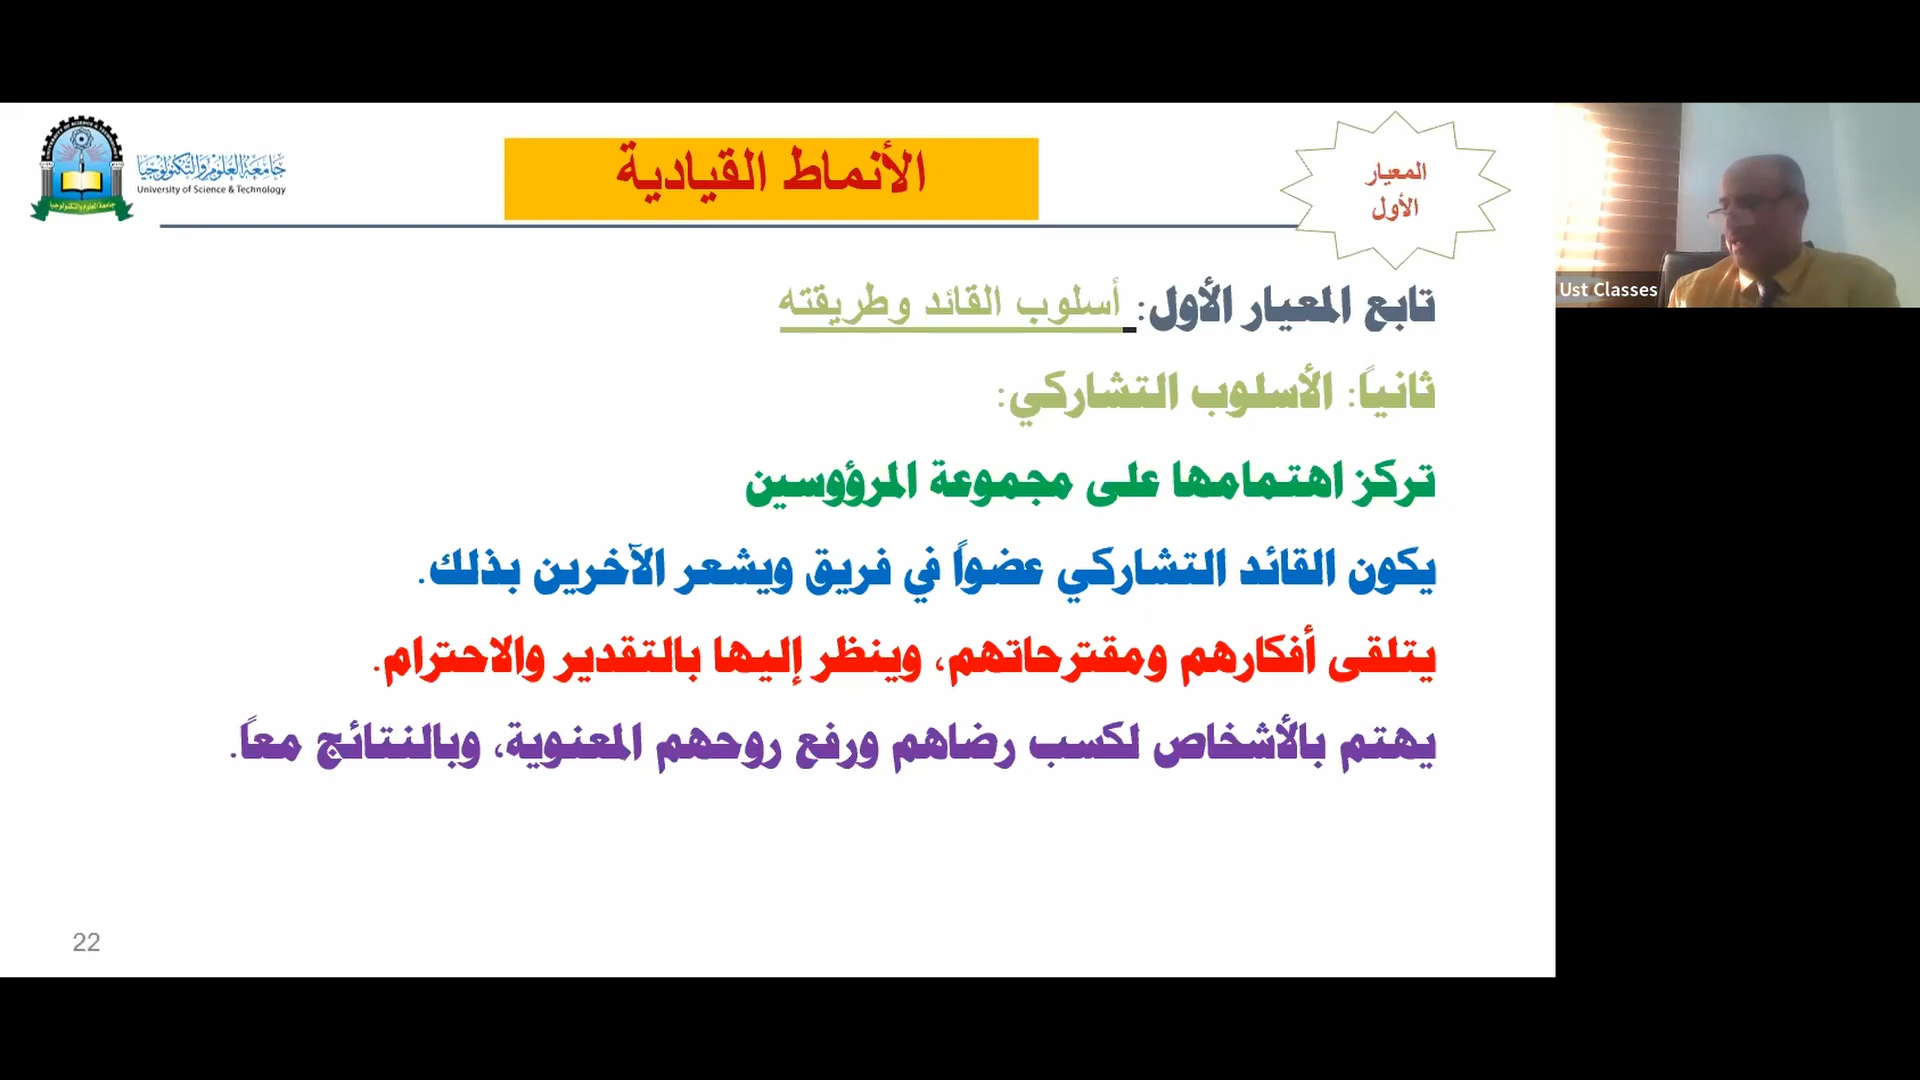 جامعة العلوم والتكنولوجيا
University of Science & Technology
الأنماط القيادية
المعيار
الأول
Ust Classes
تابع المعيار الأول: أسلوب القائد وطريقته
ثانياً: الأسلوب التشاركي:
تركز اهتمامها على مجموعة المرؤوسين
يكون القائد التشاركي عضواً في فريق ويشعر الآخرين بذلك.
يتلقى أفكارهم ومقترحاتهم، وينظر إليها بالتقدير والاحترام.
يهتم بالأشخاص لكسب رضاهم ورفع روحهم المعنوية، وبالنتائج معاً.
22